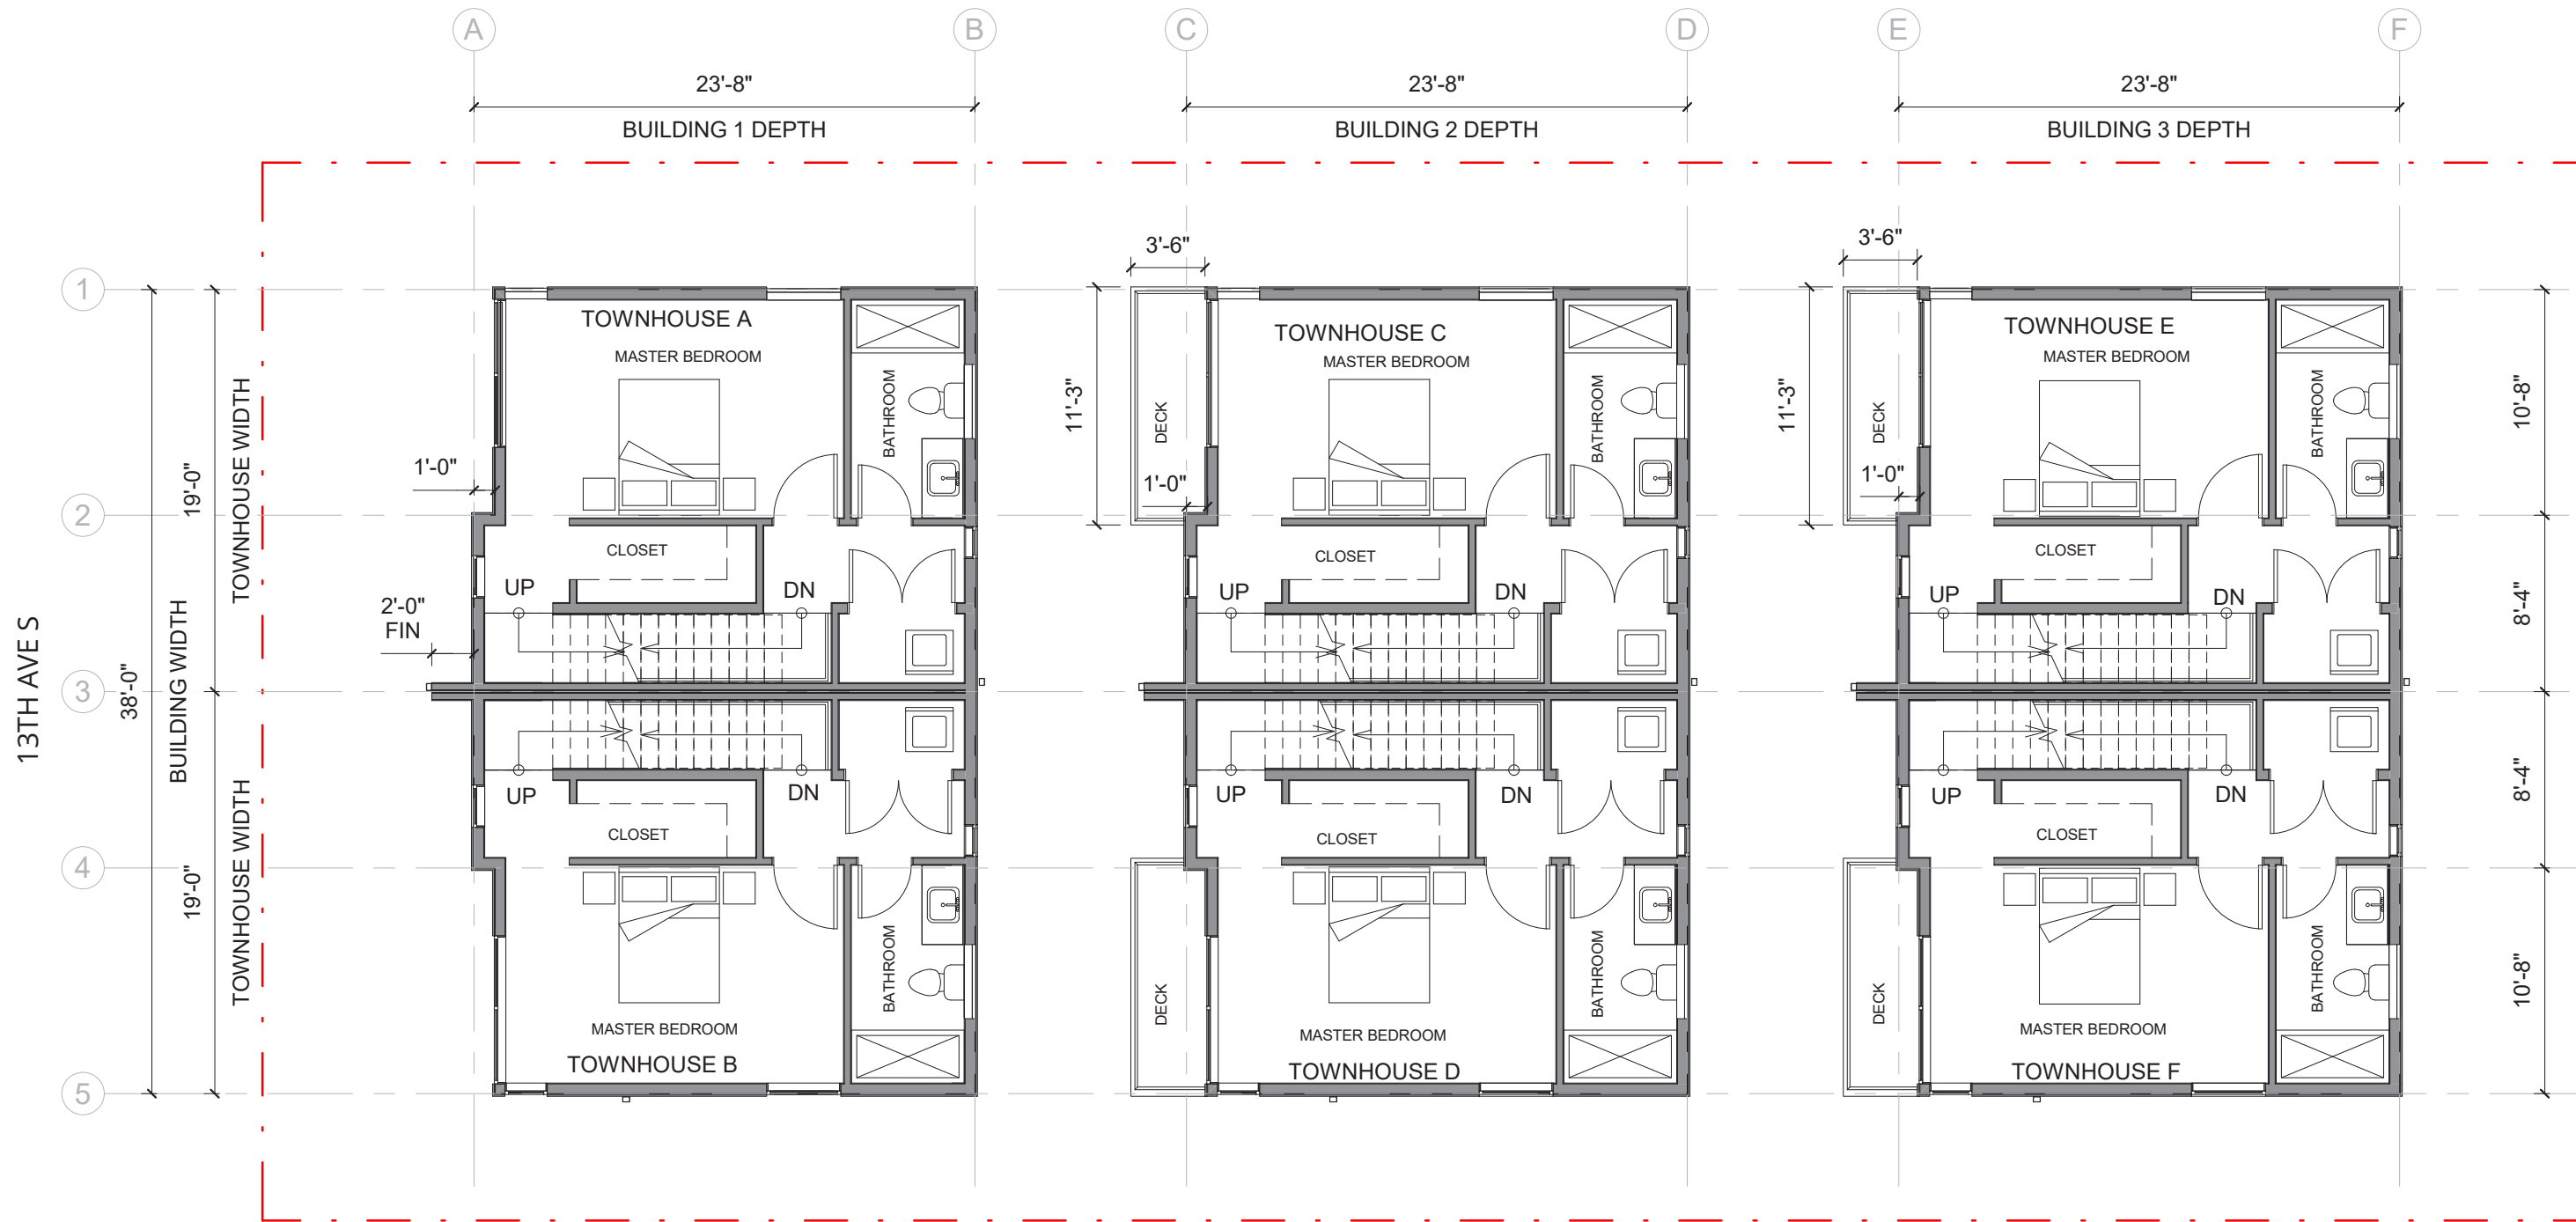 A
B
C
D
E
F
23'-8"
23'-8"
23'-8"
BUILDING 1 DEPTH
BUILDING 2 DEPTH
BUILDING 3 DEPTH
3'-6"
3'-6"
1
TOWNHOUSE A
MASTER BEDROOM
BATHROOM
TOWNHOUSE C
MASTER BEDROOM
BATHROOM
TOWNHOUSE E
MASTER BEDROOM
BATHROOM
11'-3"
DECK
11'-3"
DECK
10'-8"
TOWNHOUSE WIDTH
19'-0"
1'-0"
1'-0"
1'-0"
2
CLOSET
CLOSET
CLOSET
UP
DN
UP
DN
UP
DN
8'-4"
2'-0"
FIN
13TH AVE S
3
38'-0"
BUILDING WIDTH
8'-4"
UP
DN
UP
DN
UP
DN
CLOSET
CLOSET
CLOSET
4
19'-0"
TOWNHOUSE WIDTH
BATHROOM
DECK
BATHROOM
DECK
BATHROOM
10'-8"
MASTER BEDROOM
TOWNHOUSE B
MASTER BEDROOM
TOWNHOUSE D
MASTER BEDROOM
TOWNHOUSE F
5